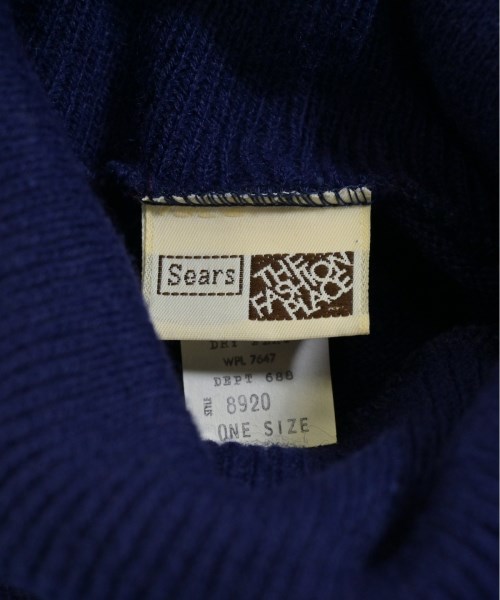 Sears
THE
FASHION
PLACE
WPL 7647
DEPT 688
8920
ONE SIZE